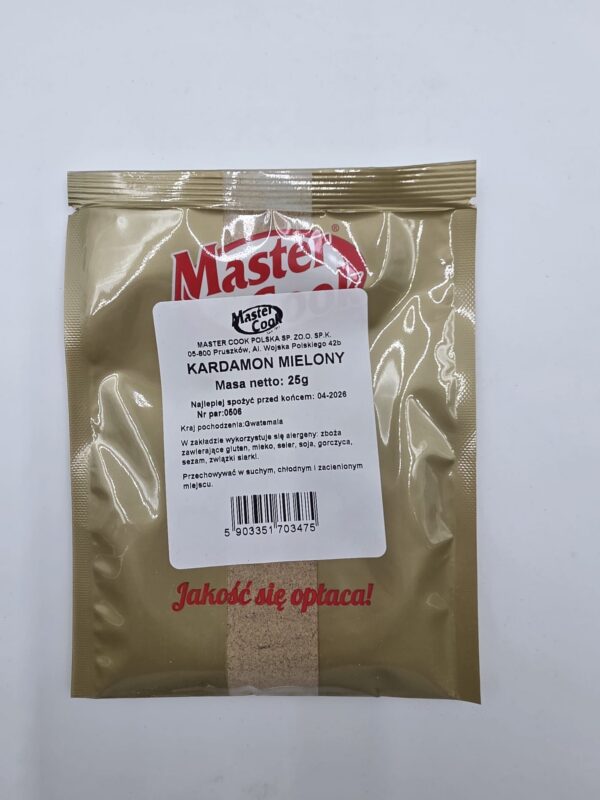 Master®
Cook
Master
Cook
MASTER COOK POLSKA SP. ZO.O. SP.K.
05-800 Pruszków, Al. Wojska Polskiego 42b
KARDAMON MIELONY
Masa netto: 25g
Najlepiej spożyć przed końcem: 04-2026
Nr par:0506
Kraj pochodzenia:Gwatemala
W zakładzie wykorzystuje się alergeny: zboża
zawierające gluten, mleko, seler, soja, gorczyca,
sezam, związki siarki.
Przechowywać w suchym, chłodnym i zacienionym
miejscu.
5 903351 703475
Jakość się opłaca!